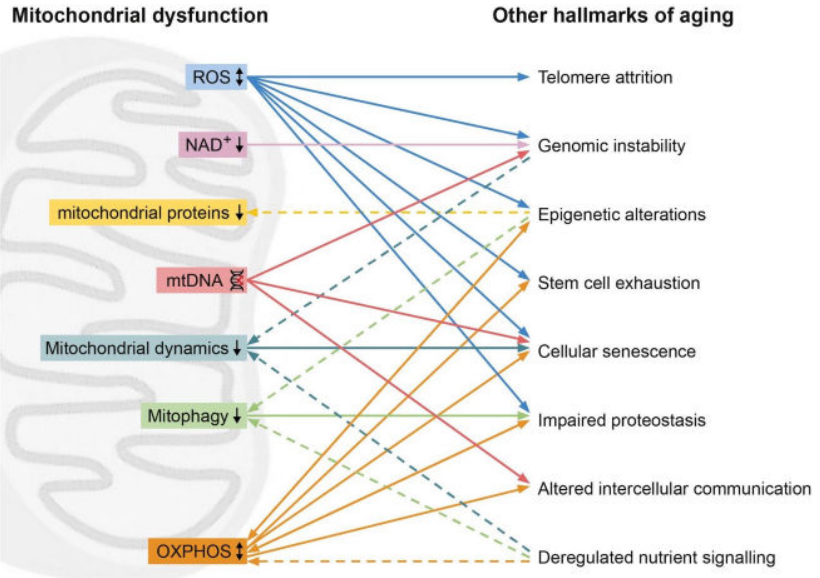 Mitochondrial dysfunction
Other hallmarks of aging
ROS
Telomere attrition
NAD⁺
Genomic instability
mitochondrial proteins
Epigenetic alterations
mtDNA
Stem cell exhaustion
Mitochondrial dynamics
Cellular senescence
Mitophagy
Impaired proteostasis
Altered intercellular communication
OXPHOS
Deregulated nutrient signalling